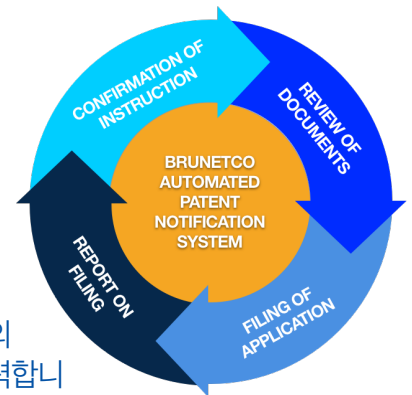 CONFIRMATION OF
INSTRUCTION
REVIEW OF
DOCUMENTS
BRUNETCO
AUTOMATED
PATENT
NOTIFICATION
SYSTEM
FILING OF
APPLICATION
REPORT ON
FILING
의
력합니